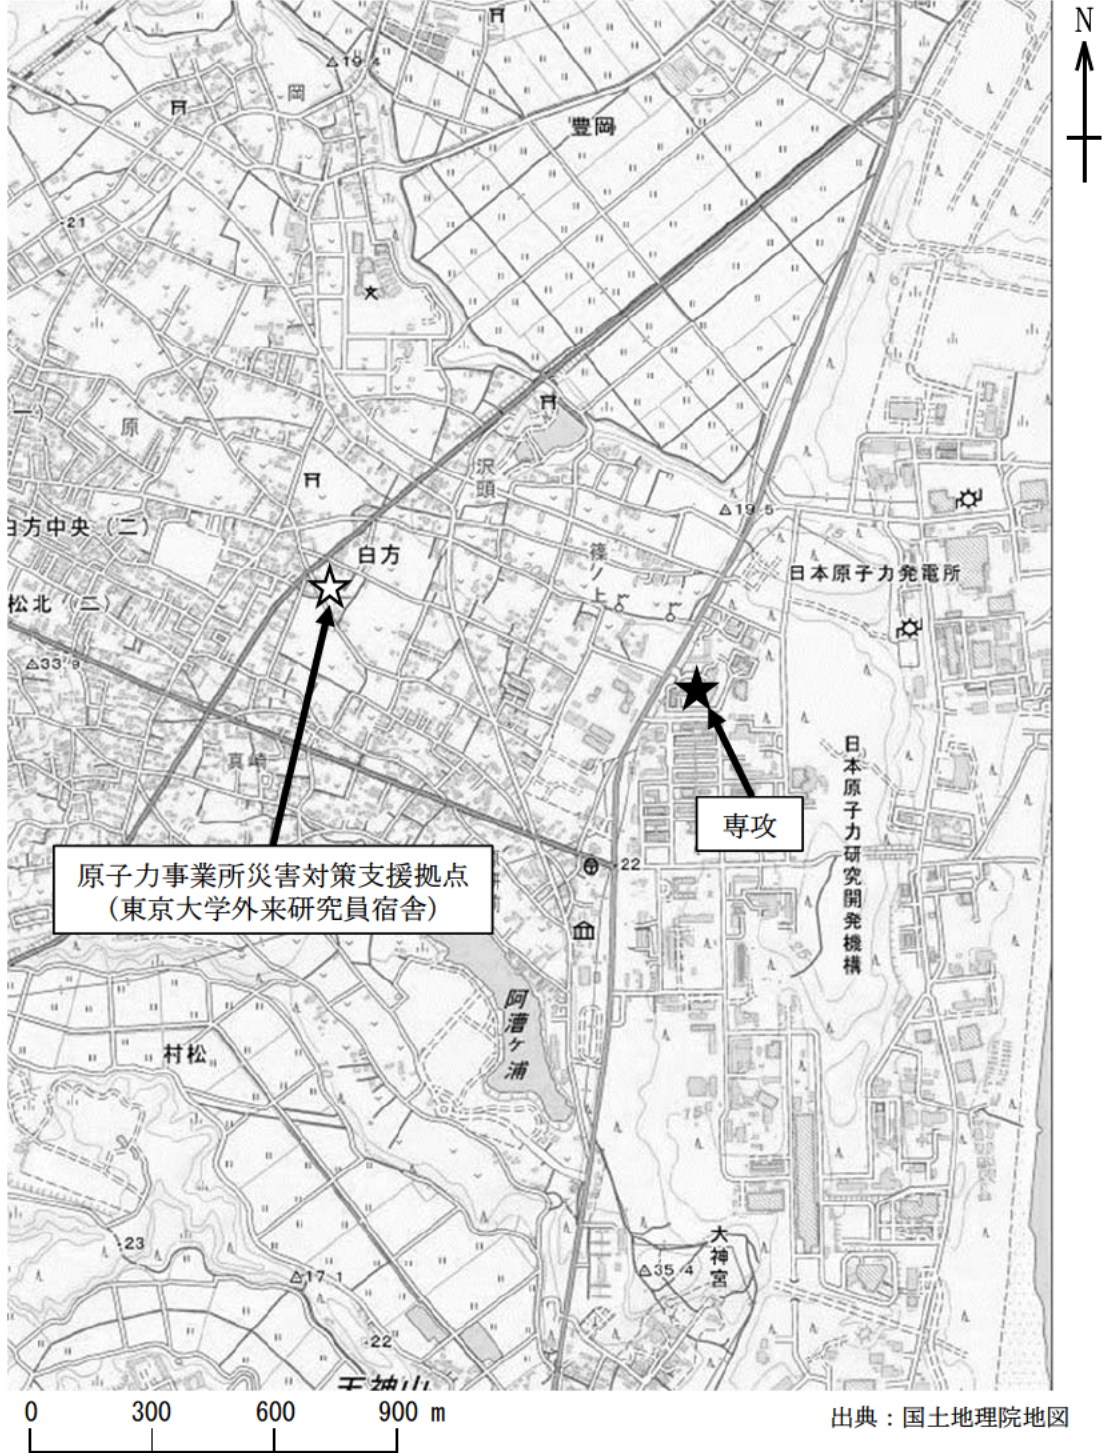 N
19.4
岡
豊岡
21
原
沢頭
白方中央(二)
19.5
白方
篠ノ上
日本原子力発電所
松北(二)
33.9
真崎
日本原子力研究開発機構
専攻
22
原子力事業所災害対策支援拠点
(東京大学外来研究員宿舎)
阿漕ヶ浦
村松
15
23
大神宮
35.4
17.1
22
天神山
0 300 600 900 m
出典:国土地理院地図